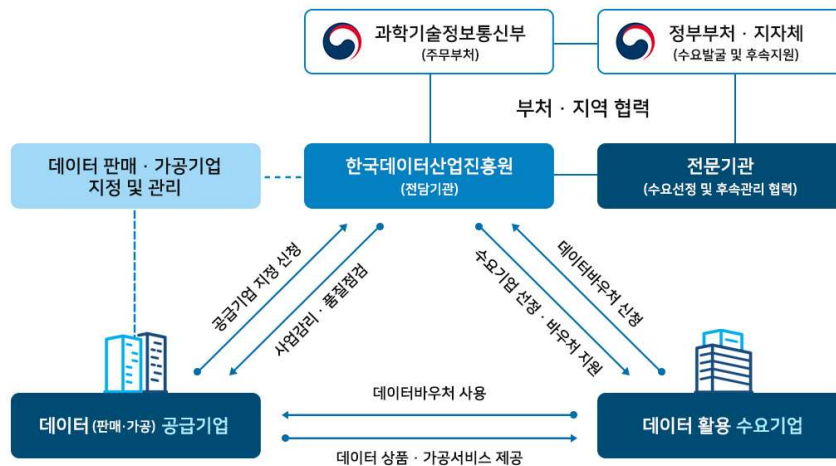 과학기술정보통신부
(주무부처)
정부부처 · 지자체
(수요발굴 및 후속지원)
부처 · 지역 협력
데이터 판매 · 가공기업
지정 및 관리
한국데이터산업진흥원
(전담기관)
전문기관
(수요선정 및 후속관리 협력)
공급기업 지정 신청
사업감리 · 품질점검
수요기업 선정 · 바우처 지원
데이터바우처 신청
데이터 (판매·가공) 공급기업
데이터바우처 사용
데이터 상품 · 가공서비스 제공
데이터 활용 수요기업